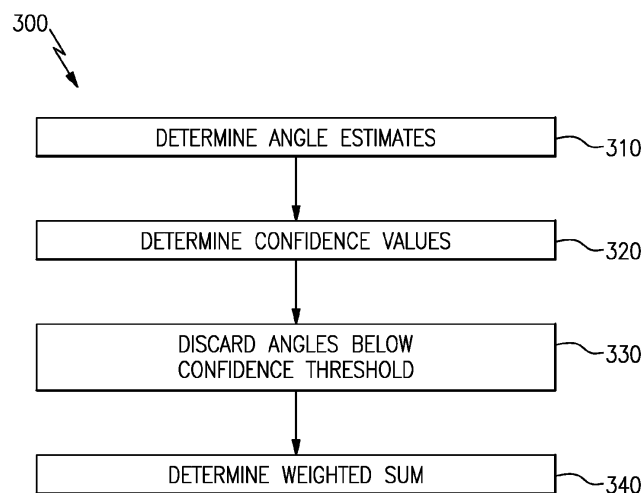 300
DETERMINE ANGLE ESTIMATES
310
DETERMINE CONFIDENCE VALUES
320
DISCARD ANGLES BELOW
CONFIDENCE THRESHOLD
330
DETERMINE WEIGHTED SUM
340